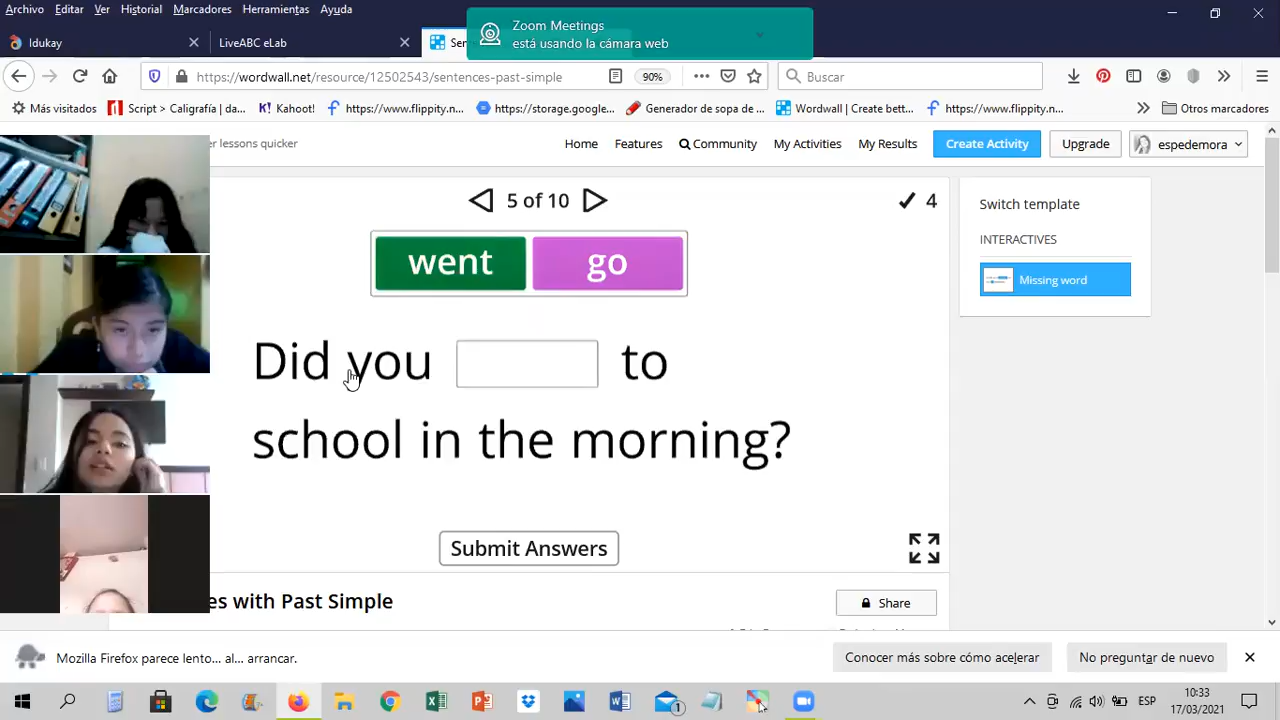 Archivo Editar Ver Historial Marcadores Herramientas Ayuda
Zoom Meetings
está usando la cámara web
Idukay
LiveABC eLab
Sen
https://wordwall.net/resource/12502543/sentences-past-simple
90%
Buscar
Más visitados
Script > Caligrafía | da...
Kahoot!
https://www.flippity.n...
https://storage.google...
Generador de sopa de ...
Wordwall | Create bett...
https://www.flippity.n...
Otros marcadores
er lessons quicker
Home
Features
Community
My Activities
My Results
Create Activity
Upgrade
espedemora
5 of 10
4
Switch template
INTERACTIVES
Missing word
went
go
Did you to
school in the morning?
Submit Answers
es with Past Simple
Share
Mozilla Firefox parece lento... al... arrancar.
Conocer más sobre cómo acelerar
No preguntar de nuevo
1
ESP
0:33
17/03/2021